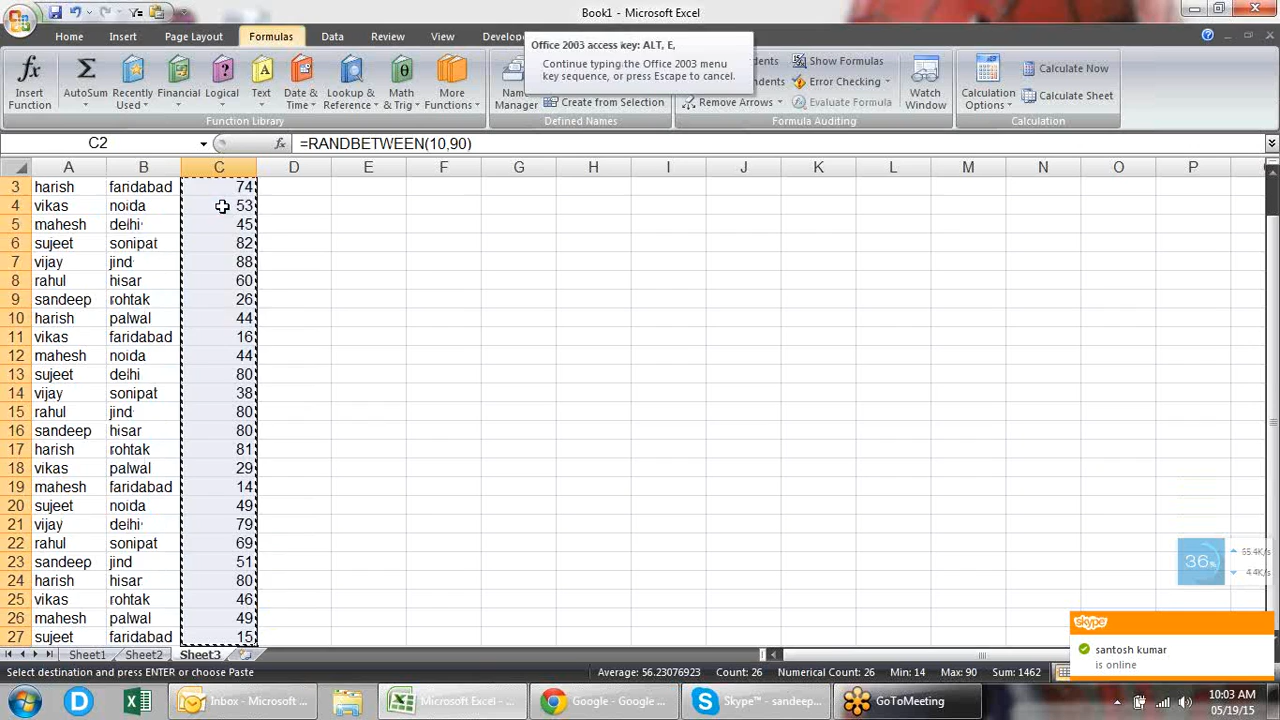 Book1 - Microsoft Excel
Home Insert Page Layout Formulas Data Review View Develop
Office 2003 access key: ALT, E,
Continue typing the Office 2003 menu
key sequence, or press Escape to cancel.
Insert Function
AutoSum
Recently Used
Financial
Logical
Text
Date & Time
Lookup & Reference
Math & Trig
More Functions
Function Library
Manager
Create from Selection
Defined Names
Remove Arrows
Show Formulas
Error Checking
Evaluate Formula
Formula Auditing
Watch Window
Calculation Options
Calculate Now
Calculate Sheet
Calculation
C2 fx =RANDBETWEEN(10,90)
A B C D E F G H I J K L M N O P
3 harish faridabad 74
4 vikas noida 53
5 mahesh delhi 45
6 sujeet sonipat 82
7 vijay jind 88
8 rahul hisar 60
9 sandeep rohtak 26
10 harish palwal 44
11 vikas faridabad 16
12 mahesh noida 44
13 sujeet delhi 80
14 vijay sonipat 38
15 rahul jind 80
16 sandeep hisar 80
17 harish rohtak 81
18 vikas palwal 29
19 mahesh faridabad 14
20 sujeet noida 49
21 vijay delhi 79
22 rahul sonipat 69
23 sandeep jind 51
24 harish hisar 80
25 vikas rohtak 46
26 mahesh palwal 49
27 sujeet faridabad 15
36%
4.4K/s
skype
santosh kumar
is online
Sheet1 Sheet2 Sheet3
Select destination and press ENTER or choose Paste Average: 56.23076923 Count: 26 Numerical Count: 26 Min: 14 Max: 90 Sum: 1462
Inbox - Microsoft ... Microsoft Excel - ... Google - Google ... Skype™ - sandeep... GoToMeeting
10:03 AM
05/19/15